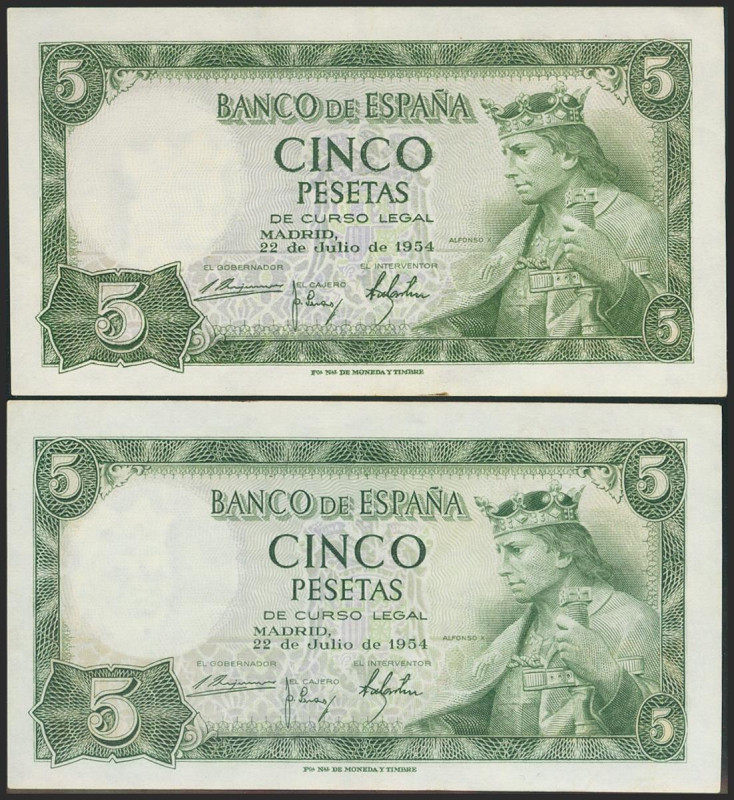 5
5
BANCO DE ESPAÑA
CINCO
PESETAS
DE CURSO LEGAL
MADRID,
22 de Julio de 1954
ALFONSO X
EL GOBERNADOR
EL INTERVENTOR
EL CAJERO
5
5
Fca. Nal. DE MONEDA Y TIMBRE
5
5
BANCO DE ESPAÑA
CINCO
PESETAS
DE CURSO LEGAL
MADRID,
22 de Julio de 1954
ALFONSO X
EL GOBERNADOR
EL INTERVENTOR
EL CAJERO
5
5
Fca. Nal. DE MONEDA Y TIMBRE